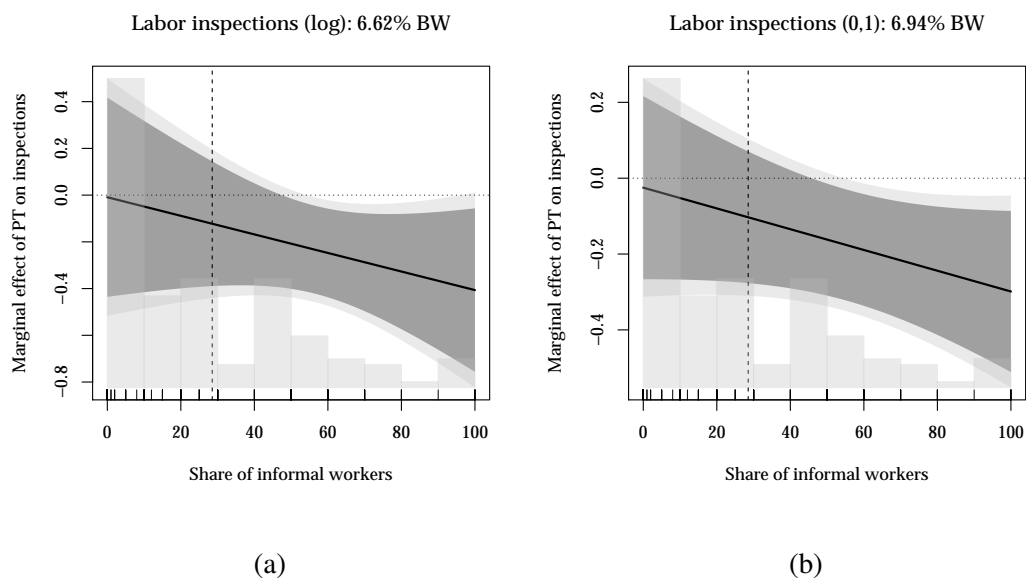 Labor inspections (log): 6.62% BW
Marginal effect of PT on inspections
0.4
0.2
0.0
−0.4
−0.8
0 20 40 60 80 100
Share of informal workers
(a)
Labor inspections (0,1): 6.94% BW
Marginal effect of PT on inspections
0.2
0.0
−0.2
−0.4
0 20 40 60 80 100
Share of informal workers
(b)